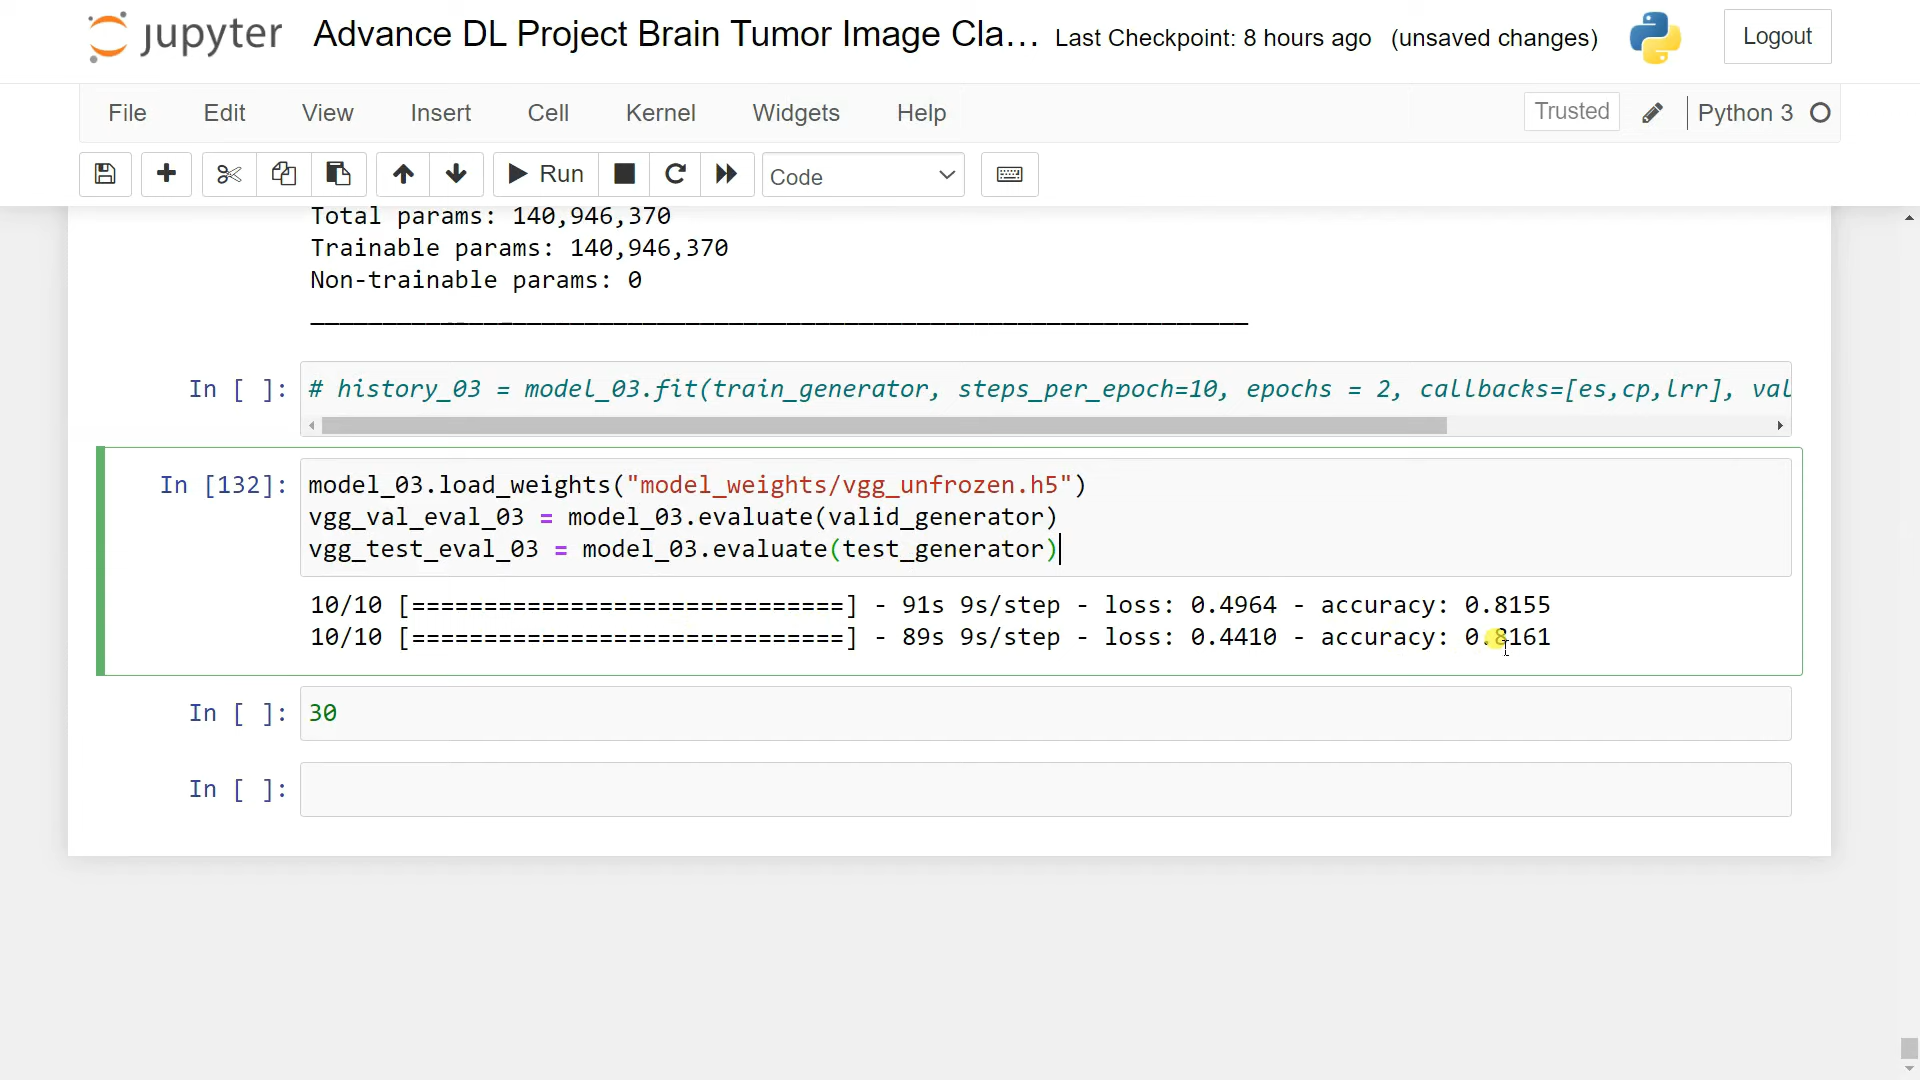 jupyter Advance DL Project Brain Tumor Image Cla... Last Checkpoint: 8 hours ago (unsaved changes) Logout
File Edit View Insert Cell Kernel Widgets Help Trusted Python 3
Run Code
Total params: 140,946,370
Trainable params: 140,946,370
Non-trainable params: 0
In [ ]: # history_03 = model_03.fit(train_generator, steps_per_epoch=10, epochs = 2, callbacks=[es,cp,lrr], val
In [132]: model_03.load_weights("model_weights/vgg_unfrozen.h5")
vgg_val_eval_03 = model_03.evaluate(valid_generator)
vgg_test_eval_03 = model_03.evaluate(test_generator)
10/10 [==============================] - 91s 9s/step - loss: 0.4964 - accuracy: 0.8155
10/10 [==============================] - 89s 9s/step - loss: 0.4410 - accuracy: 0.8161
In [ ]: 30
In [ ]: